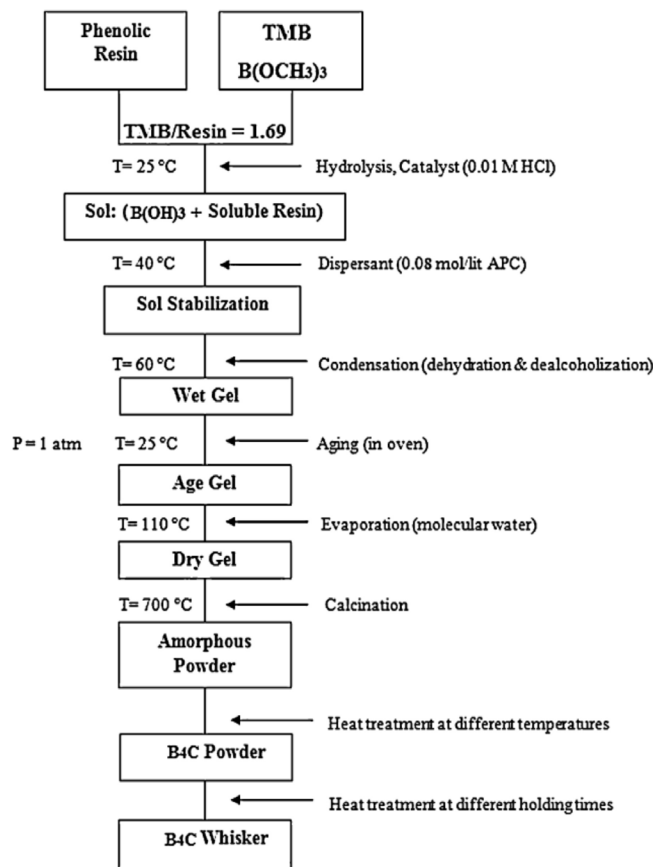 Phenolic
Resin
TMB
B(OCH3)3
TMB/Resin = 1.69
T= 25 °C
Hydrolysis, Catalyst (0.01 M HCl)
Sol: (B(OH)3 + Soluble Resin)
T= 40 °C
Dispersant (0.08 mol/lit APC)
Sol Stabilization
T= 60 °C
Condensation (dehydration & dealcoholization)
Wet Gel
P = 1 atm
T= 25 °C
Aging (in oven)
Age Gel
T= 110 °C
Evaporation (molecular water)
Dry Gel
T= 700 °C
Calcination
Amorphous
Powder
Heat treatment at different temperatures
B4C Powder
Heat treatment at different holding times
B4C Whisker